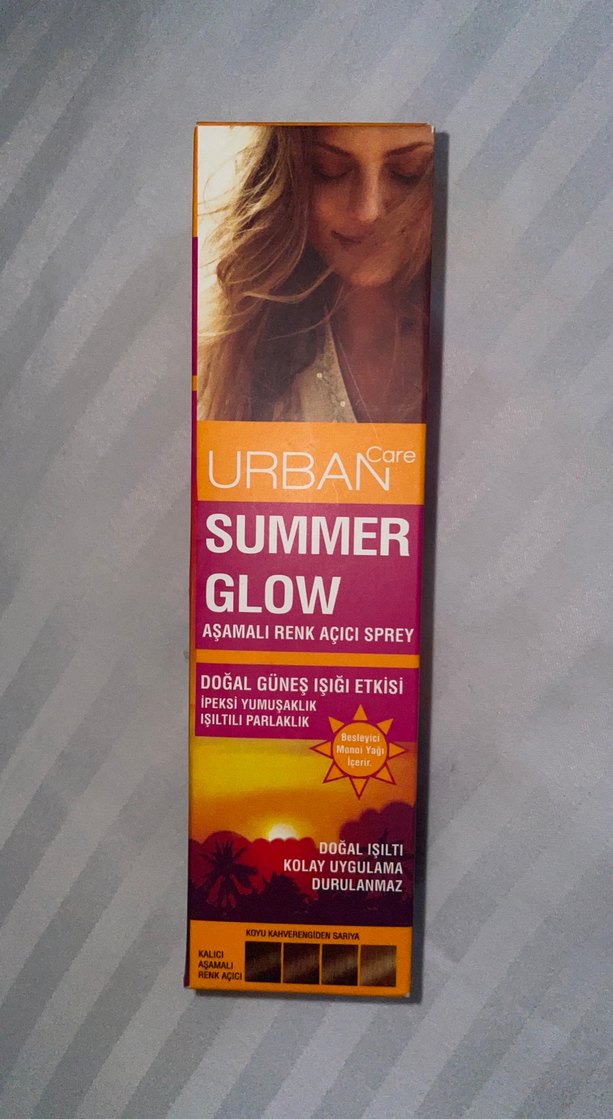 URBAN Care
SUMMER
GLOW
AŞAMALI RENK AÇICI SPREY
DOĞAL GÜNEŞ IŞIĞI ETKİSİ
İPEKSİ YUMUŞAKLIK
IŞILTILI PARLAKLIK
Besleyici
Monoi Yağı
İçerir.
DOĞAL IŞILTI
KOLAY UYGULAMA
DURULANMAZ
KOYU KAHVERENGİDEN SARIYA
KALICI
AŞAMALI
RENK AÇICI